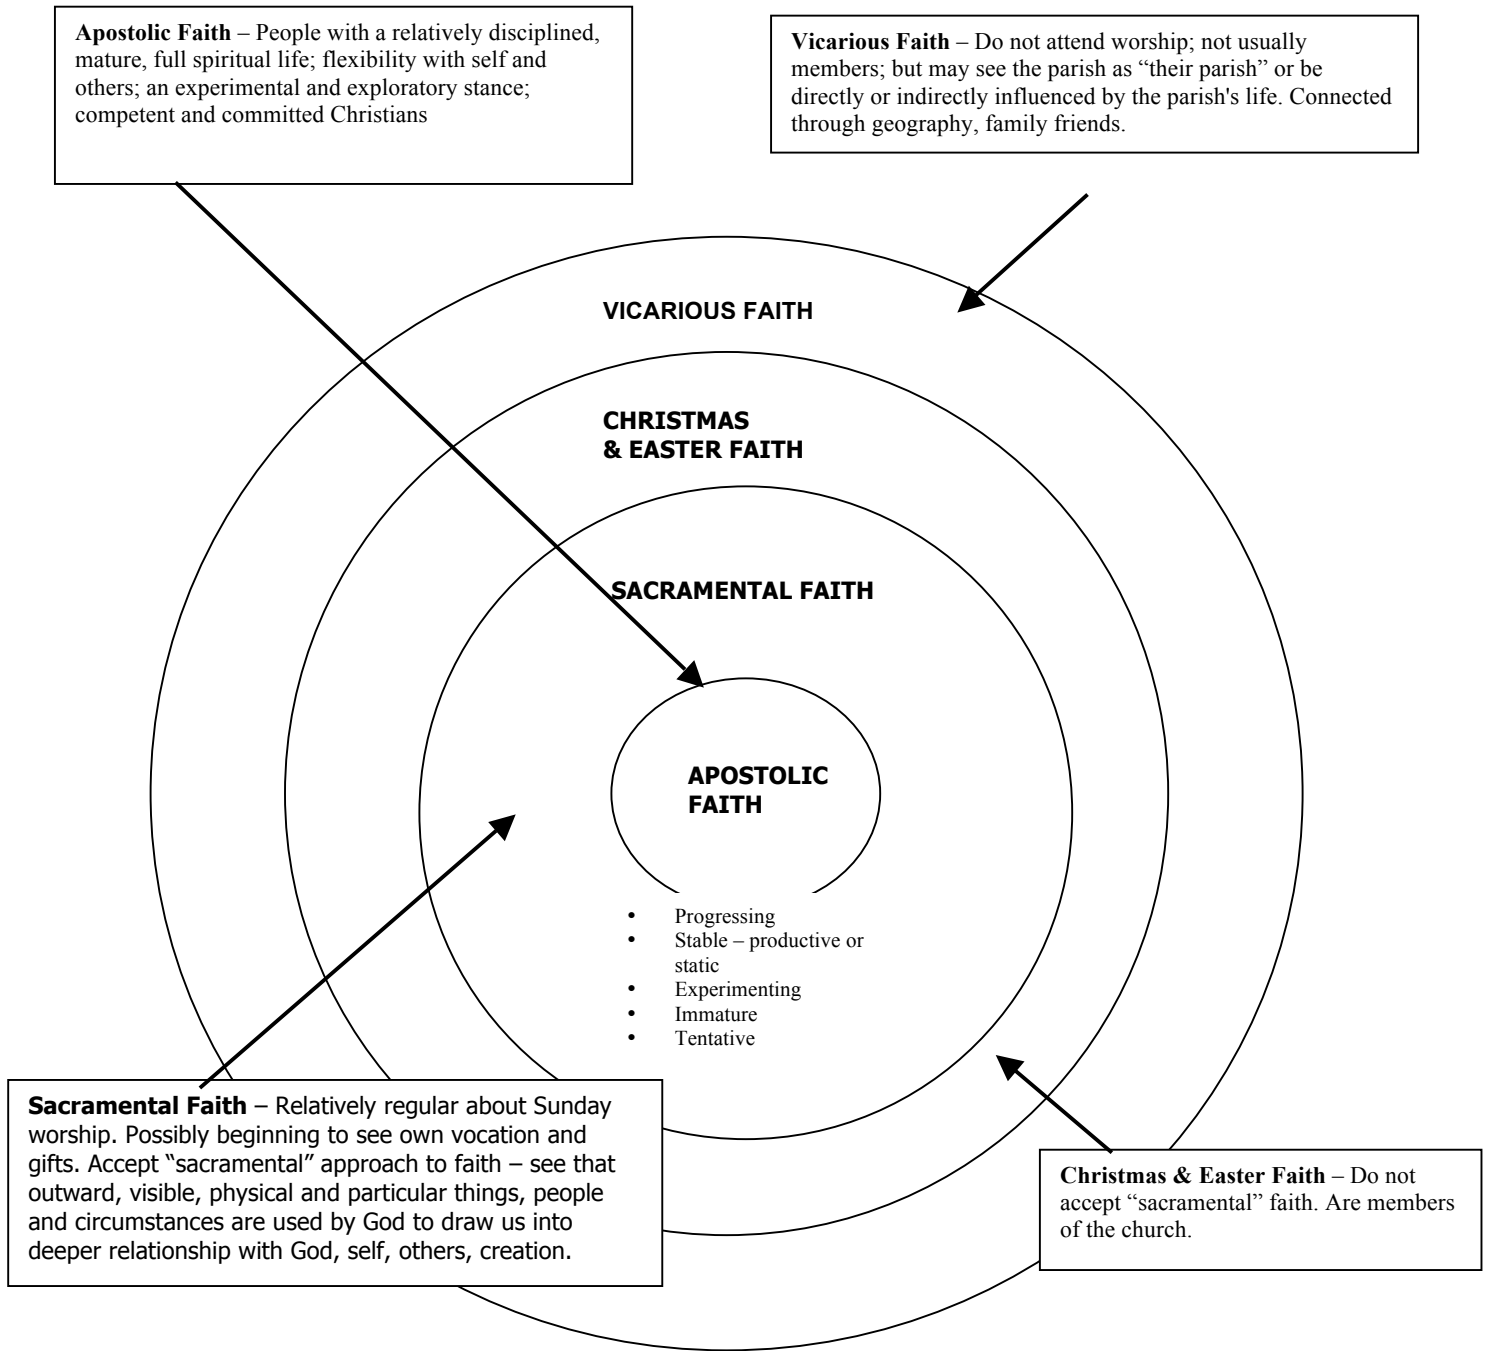 Apostolic Faith – People with a relatively disciplined,
mature, full spiritual life; flexibility with self and
others; an experimental and exploratory stance;
competent and committed Christians
Vicarious Faith – Do not attend worship; not usually
members; but may see the parish as “their parish” or be
directly or indirectly influenced by the parish's life. Connected
through geography, family friends.
VICARIOUS FAITH
CHRISTMAS
& EASTER FAITH
SACRAMENTAL FAITH
APOSTOLIC
FAITH
• Progressing
• Stable – productive or
static
• Experimenting
• Immature
• Tentative
Sacramental Faith – Relatively regular about Sunday
worship. Possibly beginning to see own vocation and
gifts. Accept “sacramental” approach to faith – see that
outward, visible, physical and particular things, people
and circumstances are used by God to draw us into
deeper relationship with God, self, others, creation.
Christmas & Easter Faith – Do not
accept “sacramental” faith. Are members
of the church.